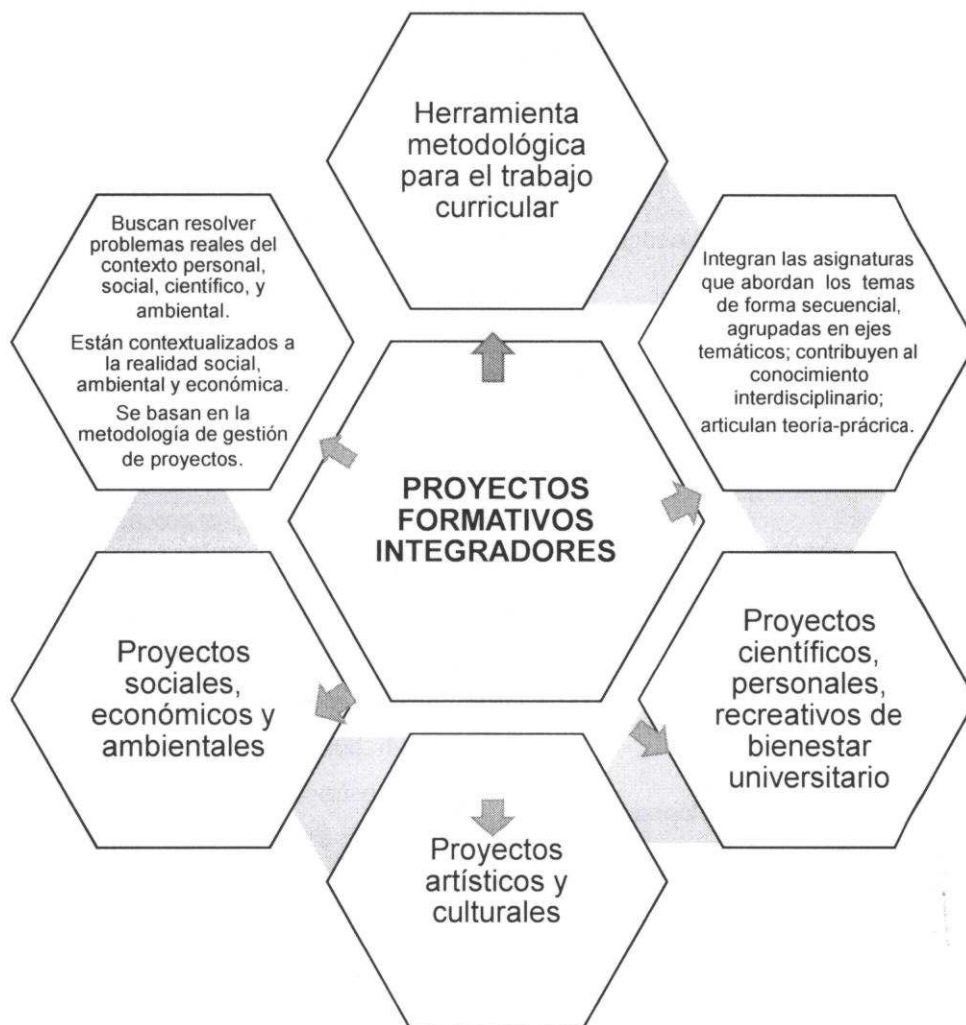 Herramienta
metodológica
para el trabajo
curricular
Buscan resolver
problemas reales del
contexto personal,
social, científico, y
ambiental.
Están contextualizados a
la realidad social,
ambiental y económica.
Se basan en la
metodología de gestión
de proyectos.
Integran las asignaturas
que abordan los temas
de forma secuencial,
agrupadas en ejes
temáticos; contribuyen al
conocimiento
interdisciplinario;
articulan teoría-prácrica.
PROYECTOS
FORMATIVOS
INTEGRADORES
Proyectos
sociales,
económicos y
ambientales
Proyectos
científicos,
personales,
recreativos de
bienestar
universitario
Proyectos
artísticos y
culturales